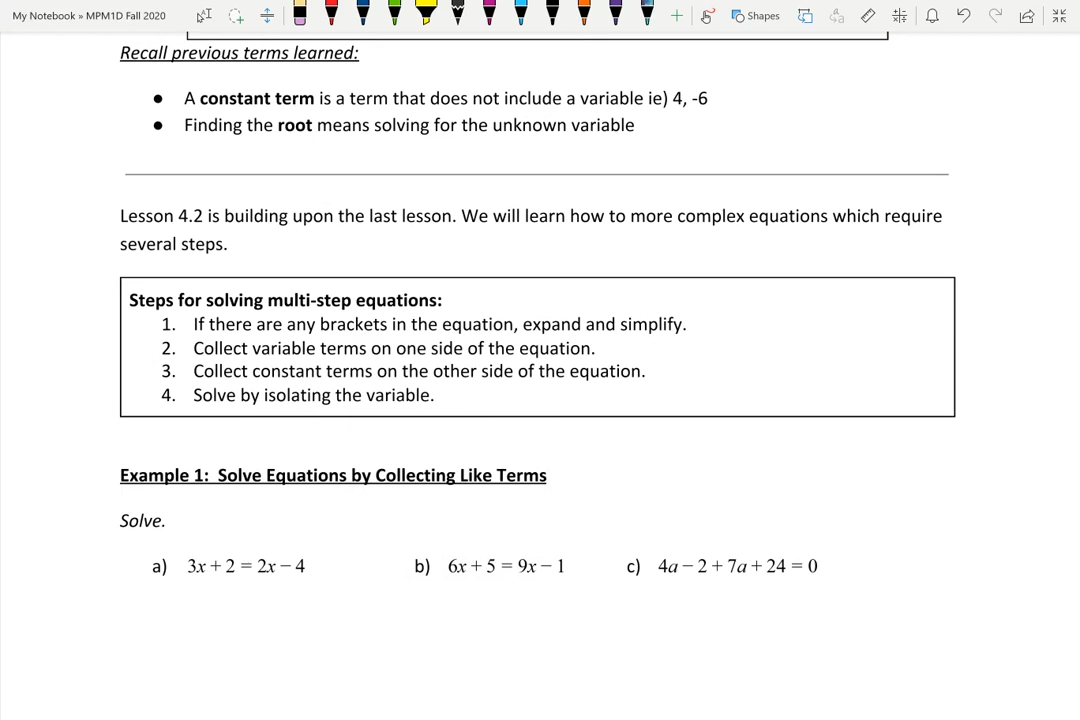 My Notebook » MPM1D Fall 2020
Shapes
Recall previous terms learned:
● A constant term is a term that does not include a variable ie) 4, -6
● Finding the root means solving for the unknown variable
Lesson 4.2 is building upon the last lesson. We will learn how to more complex equations which require
several steps.
Steps for solving multi-step equations:
1. If there are any brackets in the equation, expand and simplify.
2. Collect variable terms on one side of the equation.
3. Collect constant terms on the other side of the equation.
4. Solve by isolating the variable.
Example 1: Solve Equations by Collecting Like Terms
Solve.
a) 3x + 2 = 2x − 4 b) 6x + 5 = 9x − 1 c) 4a − 2 + 7a + 24 = 0